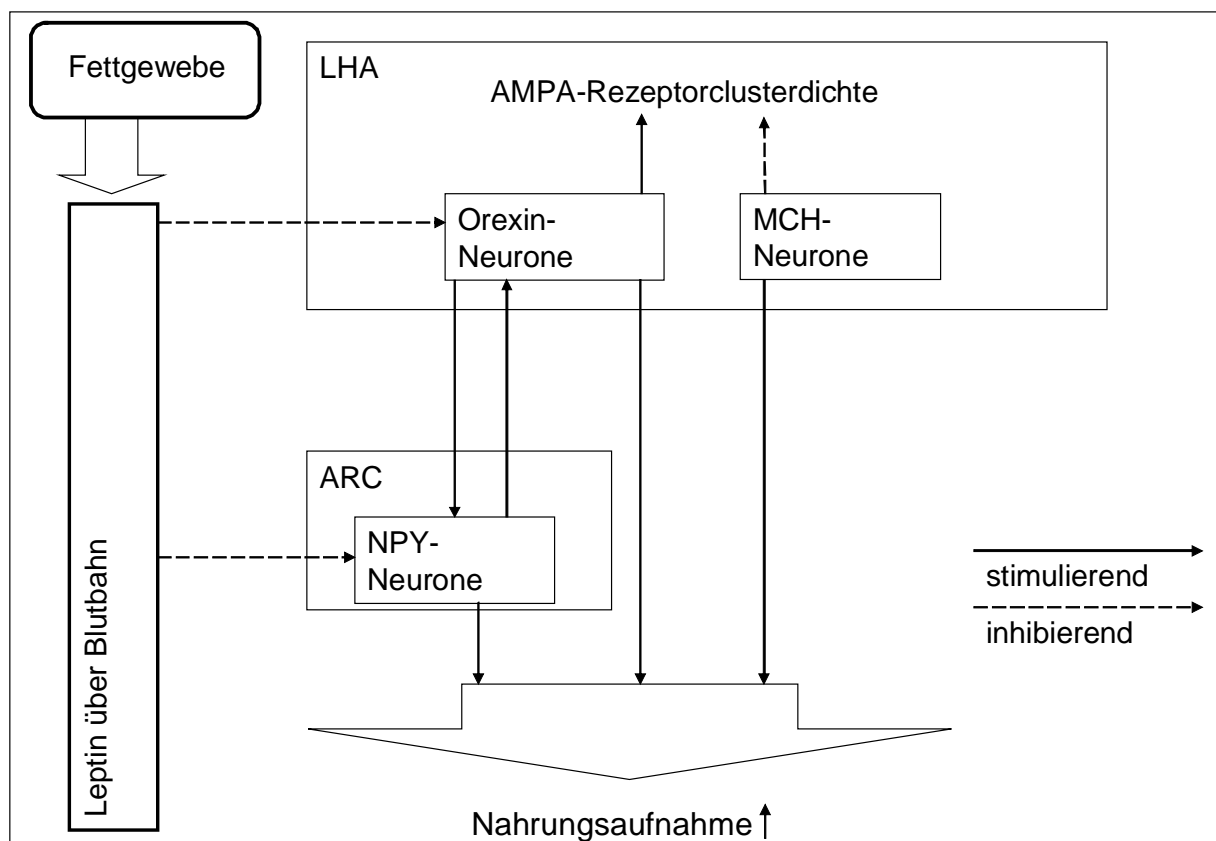 Fettgewebe
LHA
AMPA-Rezeptorclusterdichte
Orexin-
Neurone
MCH-
Neurone
ARC
NPY-
Neurone
Leptin über Blutbahn
stimulierend
inhibierend
Nahrungsaufnahme